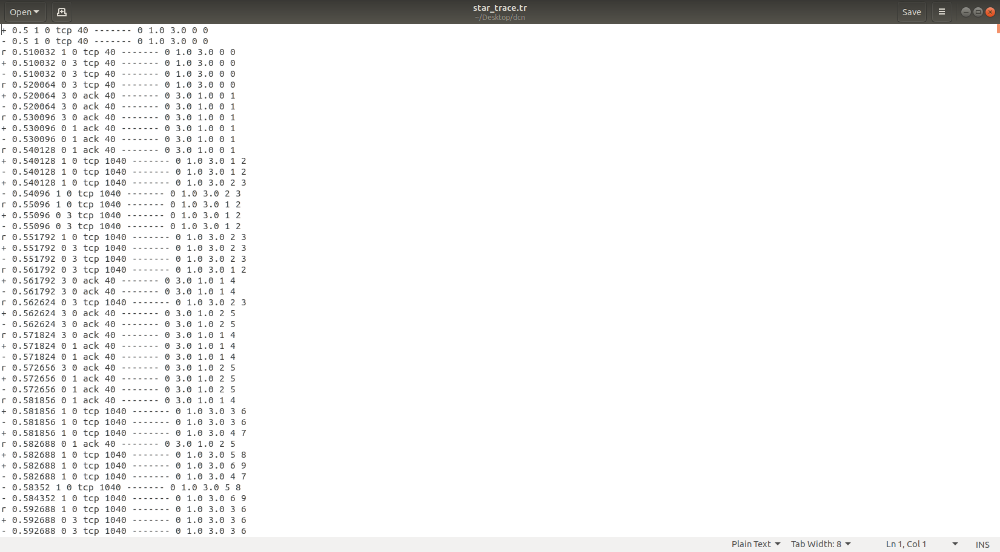 Open
star_trace.tr
~/Desktop/dcn
Save
+ 0.5 1 0 tcp 40 ------- 0 1.0 3.0 0 0
- 0.5 1 0 tcp 40 ------- 0 1.0 3.0 0 0
r 0.510032 1 0 tcp 40 ------- 0 1.0 3.0 0 0
+ 0.510032 0 3 tcp 40 ------- 0 1.0 3.0 0 0
- 0.510032 0 3 tcp 40 ------- 0 1.0 3.0 0 0
r 0.520064 0 3 tcp 40 ------- 0 1.0 3.0 0 0
+ 0.520064 3 0 ack 40 ------- 0 3.0 1.0 0 1
- 0.520064 3 0 ack 40 ------- 0 3.0 1.0 0 1
r 0.530096 3 0 ack 40 ------- 0 3.0 1.0 0 1
+ 0.530096 0 1 ack 40 ------- 0 3.0 1.0 0 1
- 0.530096 0 1 ack 40 ------- 0 3.0 1.0 0 1
r 0.540128 0 1 ack 40 ------- 0 3.0 1.0 0 1
+ 0.540128 1 0 tcp 1040 ------- 0 1.0 3.0 1 2
- 0.540128 1 0 tcp 1040 ------- 0 1.0 3.0 1 2
+ 0.540128 1 0 tcp 1040 ------- 0 1.0 3.0 2 3
- 0.54096 1 0 tcp 1040 ------- 0 1.0 3.0 2 3
r 0.55096 1 0 tcp 1040 ------- 0 1.0 3.0 1 2
+ 0.55096 0 3 tcp 1040 ------- 0 1.0 3.0 1 2
- 0.55096 0 3 tcp 1040 ------- 0 1.0 3.0 1 2
r 0.551792 1 0 tcp 1040 ------- 0 1.0 3.0 2 3
+ 0.551792 0 3 tcp 1040 ------- 0 1.0 3.0 2 3
- 0.551792 0 3 tcp 1040 ------- 0 1.0 3.0 2 3
r 0.561792 0 3 tcp 1040 ------- 0 1.0 3.0 1 2
+ 0.561792 3 0 ack 40 ------- 0 3.0 1.0 1 4
- 0.561792 3 0 ack 40 ------- 0 3.0 1.0 1 4
r 0.562624 0 3 tcp 1040 ------- 0 1.0 3.0 2 3
+ 0.562624 3 0 ack 40 ------- 0 3.0 1.0 2 5
- 0.562624 3 0 ack 40 ------- 0 3.0 1.0 2 5
r 0.571824 3 0 ack 40 ------- 0 3.0 1.0 1 4
+ 0.571824 0 1 ack 40 ------- 0 3.0 1.0 1 4
- 0.571824 0 1 ack 40 ------- 0 3.0 1.0 1 4
r 0.572656 3 0 ack 40 ------- 0 3.0 1.0 2 5
+ 0.572656 0 1 ack 40 ------- 0 3.0 1.0 2 5
- 0.572656 0 1 ack 40 ------- 0 3.0 1.0 2 5
r 0.581856 0 1 ack 40 ------- 0 3.0 1.0 1 4
+ 0.581856 1 0 tcp 1040 ------- 0 1.0 3.0 3 6
- 0.581856 1 0 tcp 1040 ------- 0 1.0 3.0 3 6
+ 0.581856 1 0 tcp 1040 ------- 0 1.0 3.0 4 7
r 0.582688 0 1 ack 40 ------- 0 3.0 1.0 2 5
+ 0.582688 1 0 tcp 1040 ------- 0 1.0 3.0 5 8
+ 0.582688 1 0 tcp 1040 ------- 0 1.0 3.0 6 9
- 0.582688 1 0 tcp 1040 ------- 0 1.0 3.0 4 7
- 0.58352 1 0 tcp 1040 ------- 0 1.0 3.0 5 8
- 0.584352 1 0 tcp 1040 ------- 0 1.0 3.0 6 9
r 0.592688 1 0 tcp 1040 ------- 0 1.0 3.0 3 6
+ 0.592688 0 3 tcp 1040 ------- 0 1.0 3.0 3 6
- 0.592688 0 3 tcp 1040 ------- 0 1.0 3.0 3 6
Plain Text Tab Width: 8 Ln 1, Col 1 INS